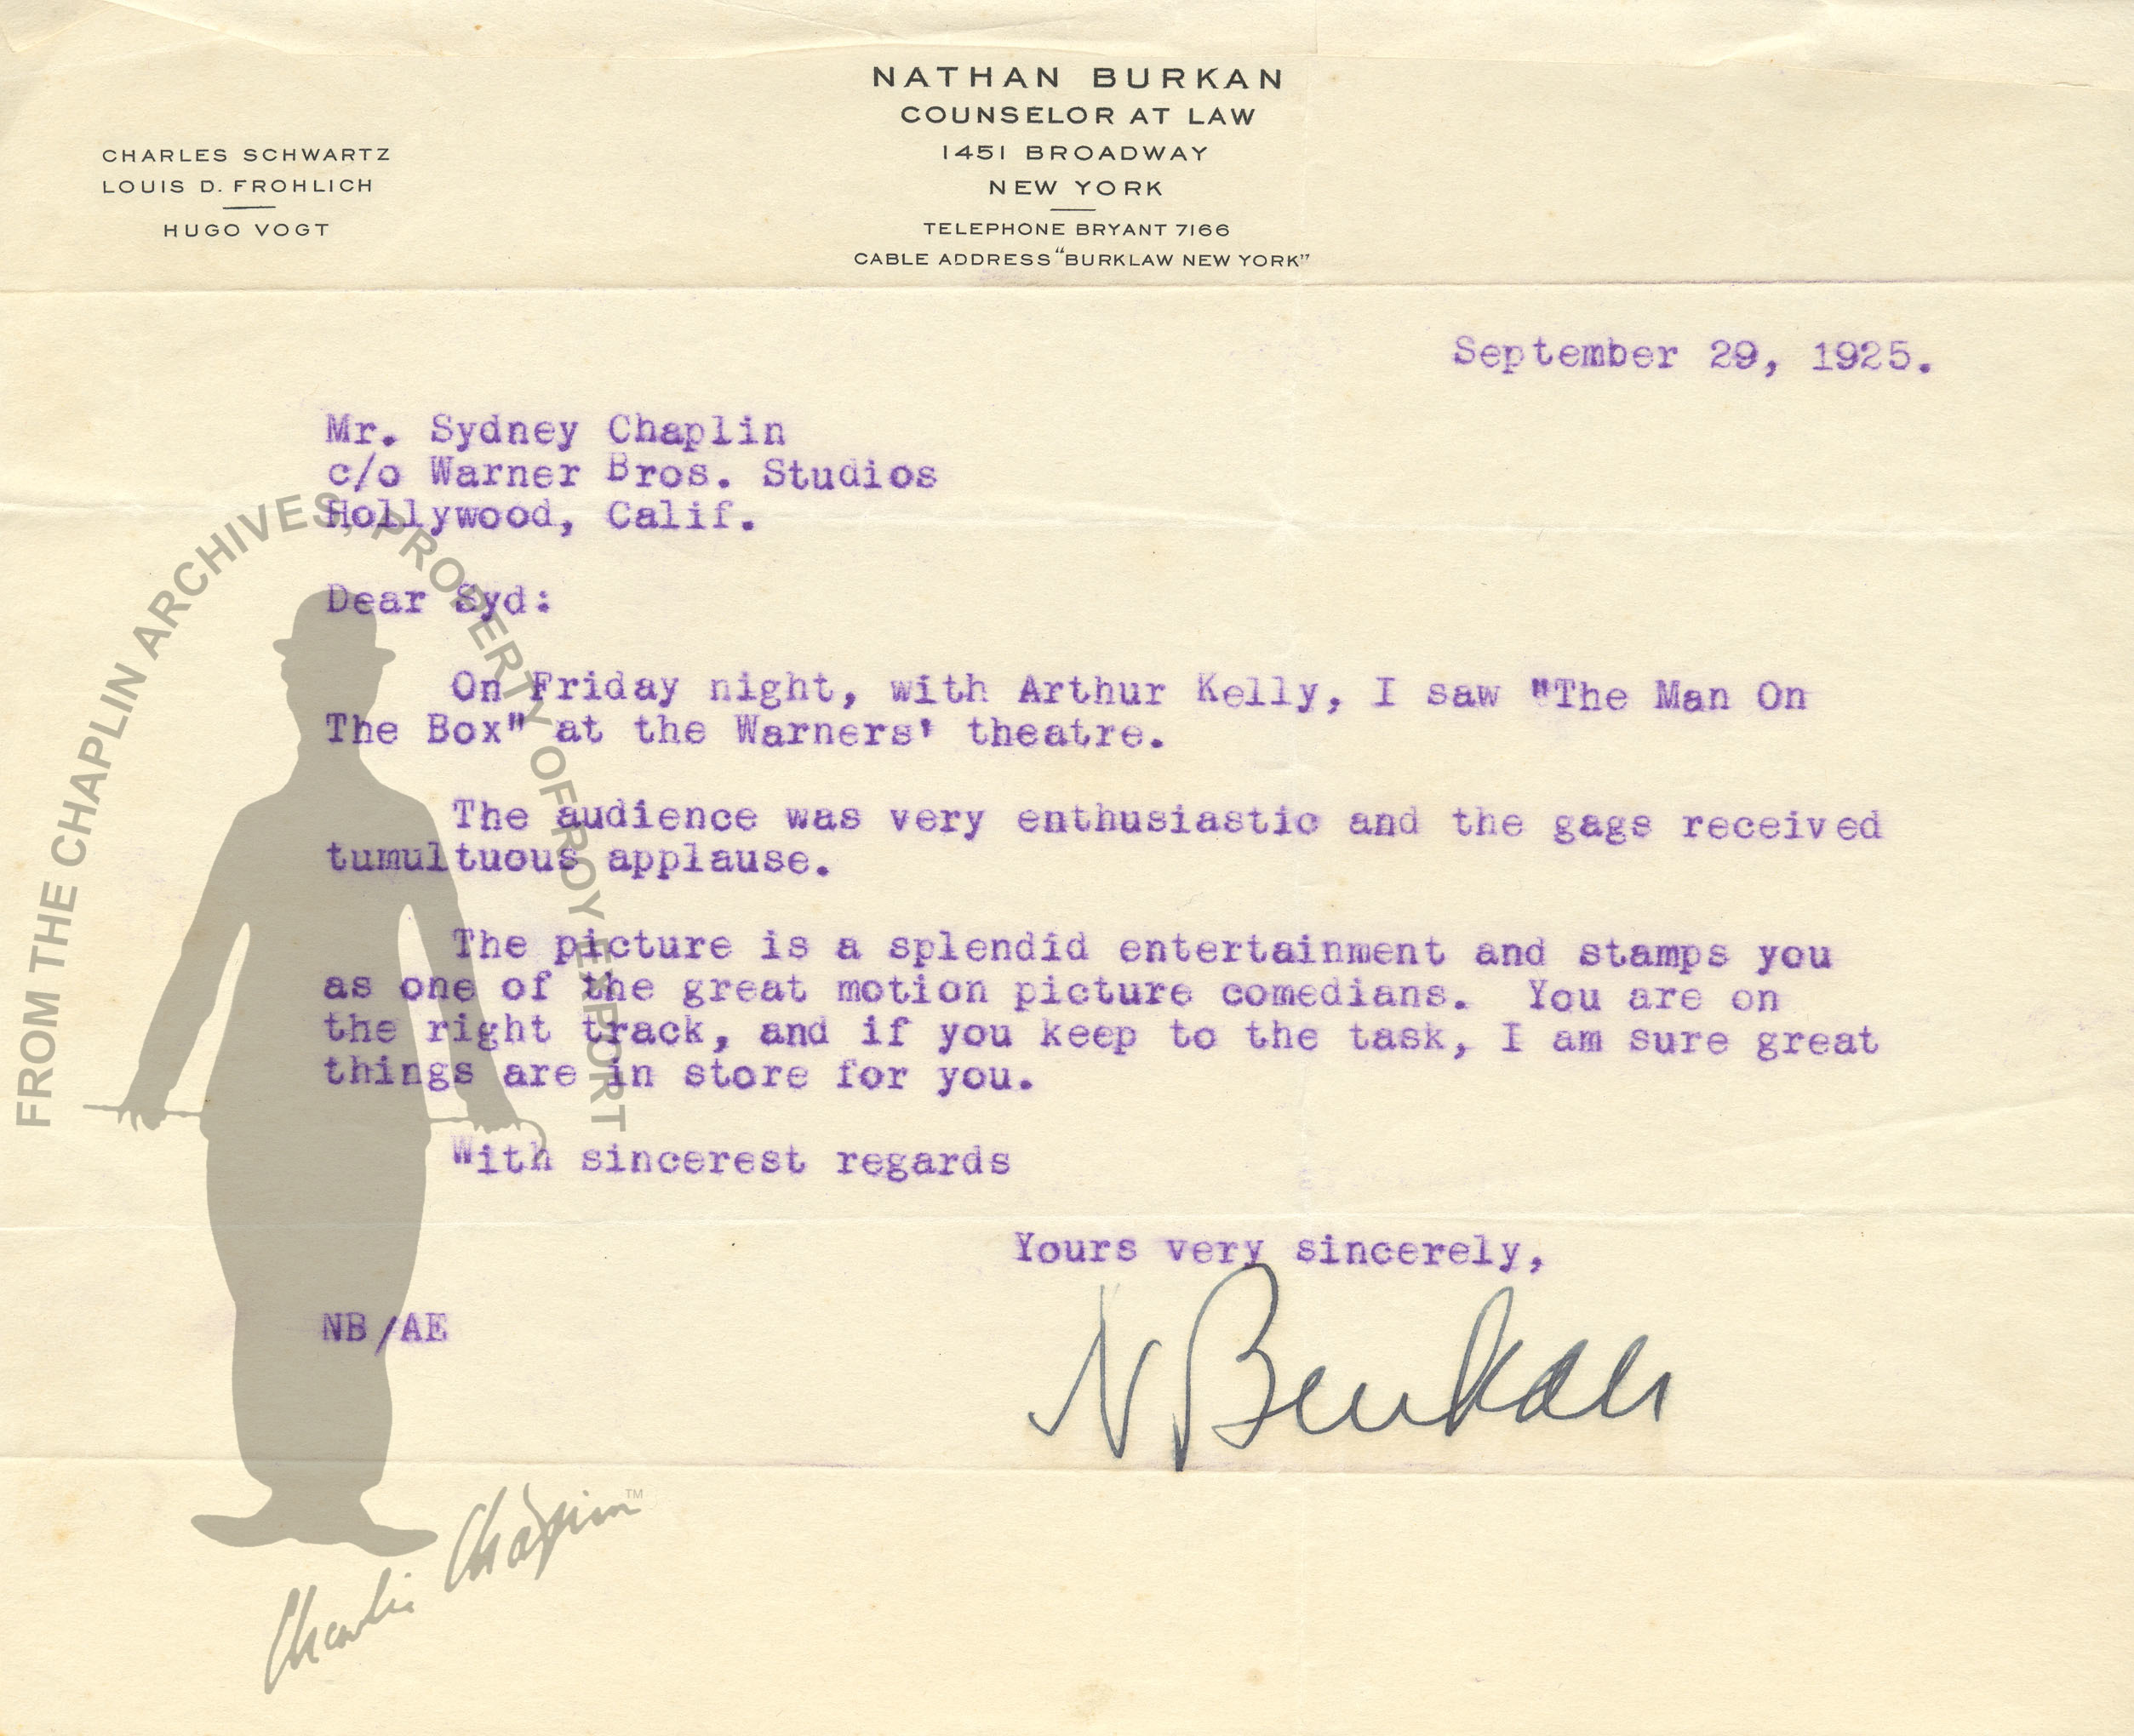 NATHAN BURKAN
COUNSELOR AT LAW
1451 BROADWAY
NEW YORK
TELEPHONE BRYANT 7166
CABLE ADDRESS "BURKLAW NEW YORK"
CHARLES SCHWARTZ
LOUIS D. FROHLICH
HUGO VOGT
September 29, 1925.
Mr. Sydney Chaplin
c/o Warner Bros. Studios
Hollywood, Calif.
Dear Syd:
On Friday night, with Arthur Kelly, I saw "The Man On
The Box" at the Warners' theatre.
The audience was very enthusiastic and the gags received
tumultuous applause.
The picture is a splendid entertainment and stamps you
as one of the great motion picture comedians. You are on
the right track, and if you keep to the task, I am sure great
things are in store for you.
With sincerest regards
Yours very sincerely,
N Burkan
NB/AE
FROM THE CHAPLIN ARCHIVES, PROPERTY OF ROY EXPORT
Charlie Chaplin™